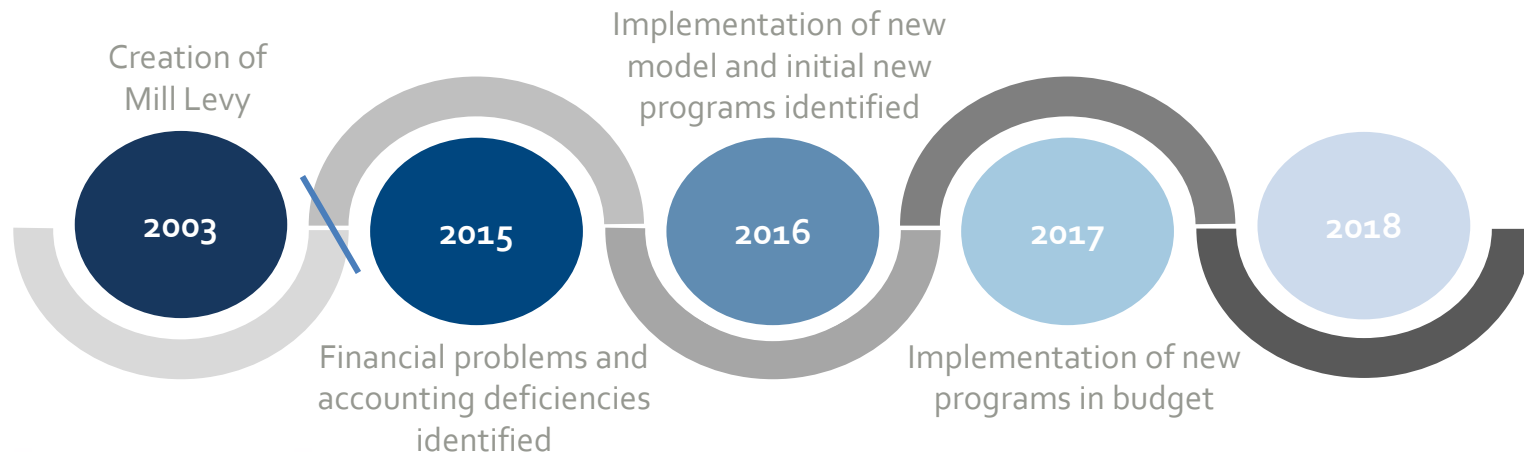 Creation of
Mill Levy
2003
Financial problems and
accounting deficiencies
identified
2015
Implementation of new
model and initial new
programs identified
2016
Implementation of new
programs in budget
2017
2018